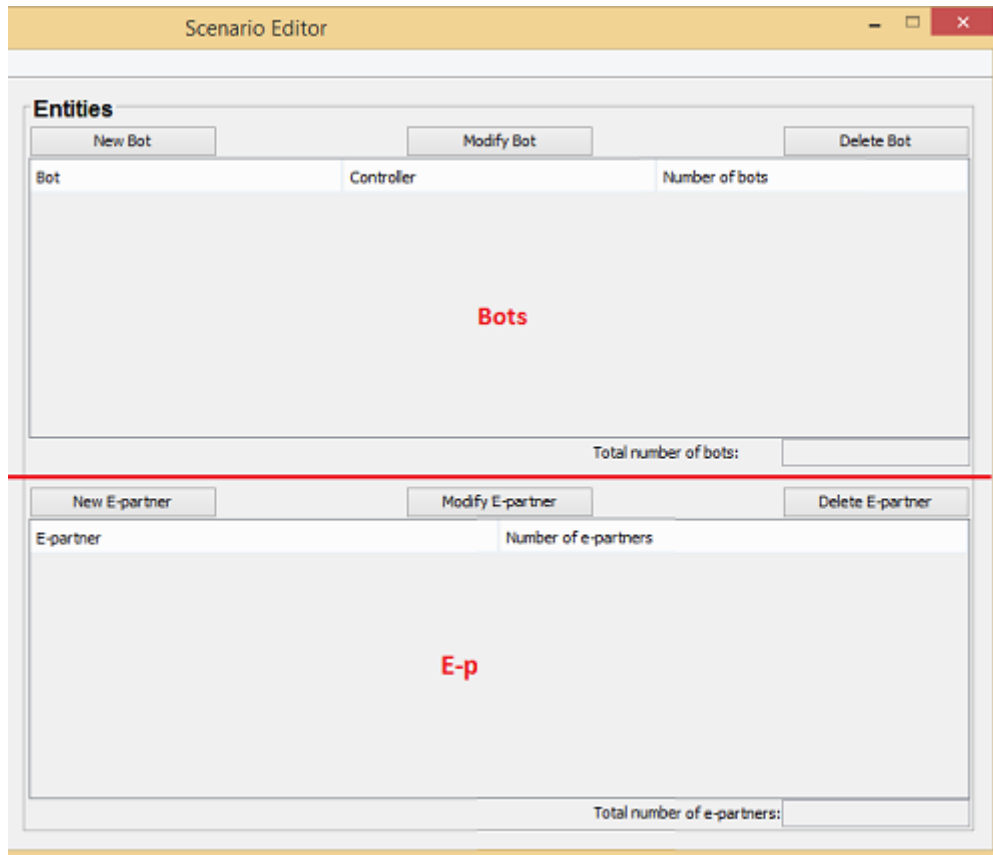 Scenario Editor
Entities
New Bot Modify Bot Delete Bot
Bot Controller Number of bots
Bots
Total number of bots:
New E-partner Modify E-partner Delete E-partner
E-partner Number of e-partners
E-p
Total number of e-partners: